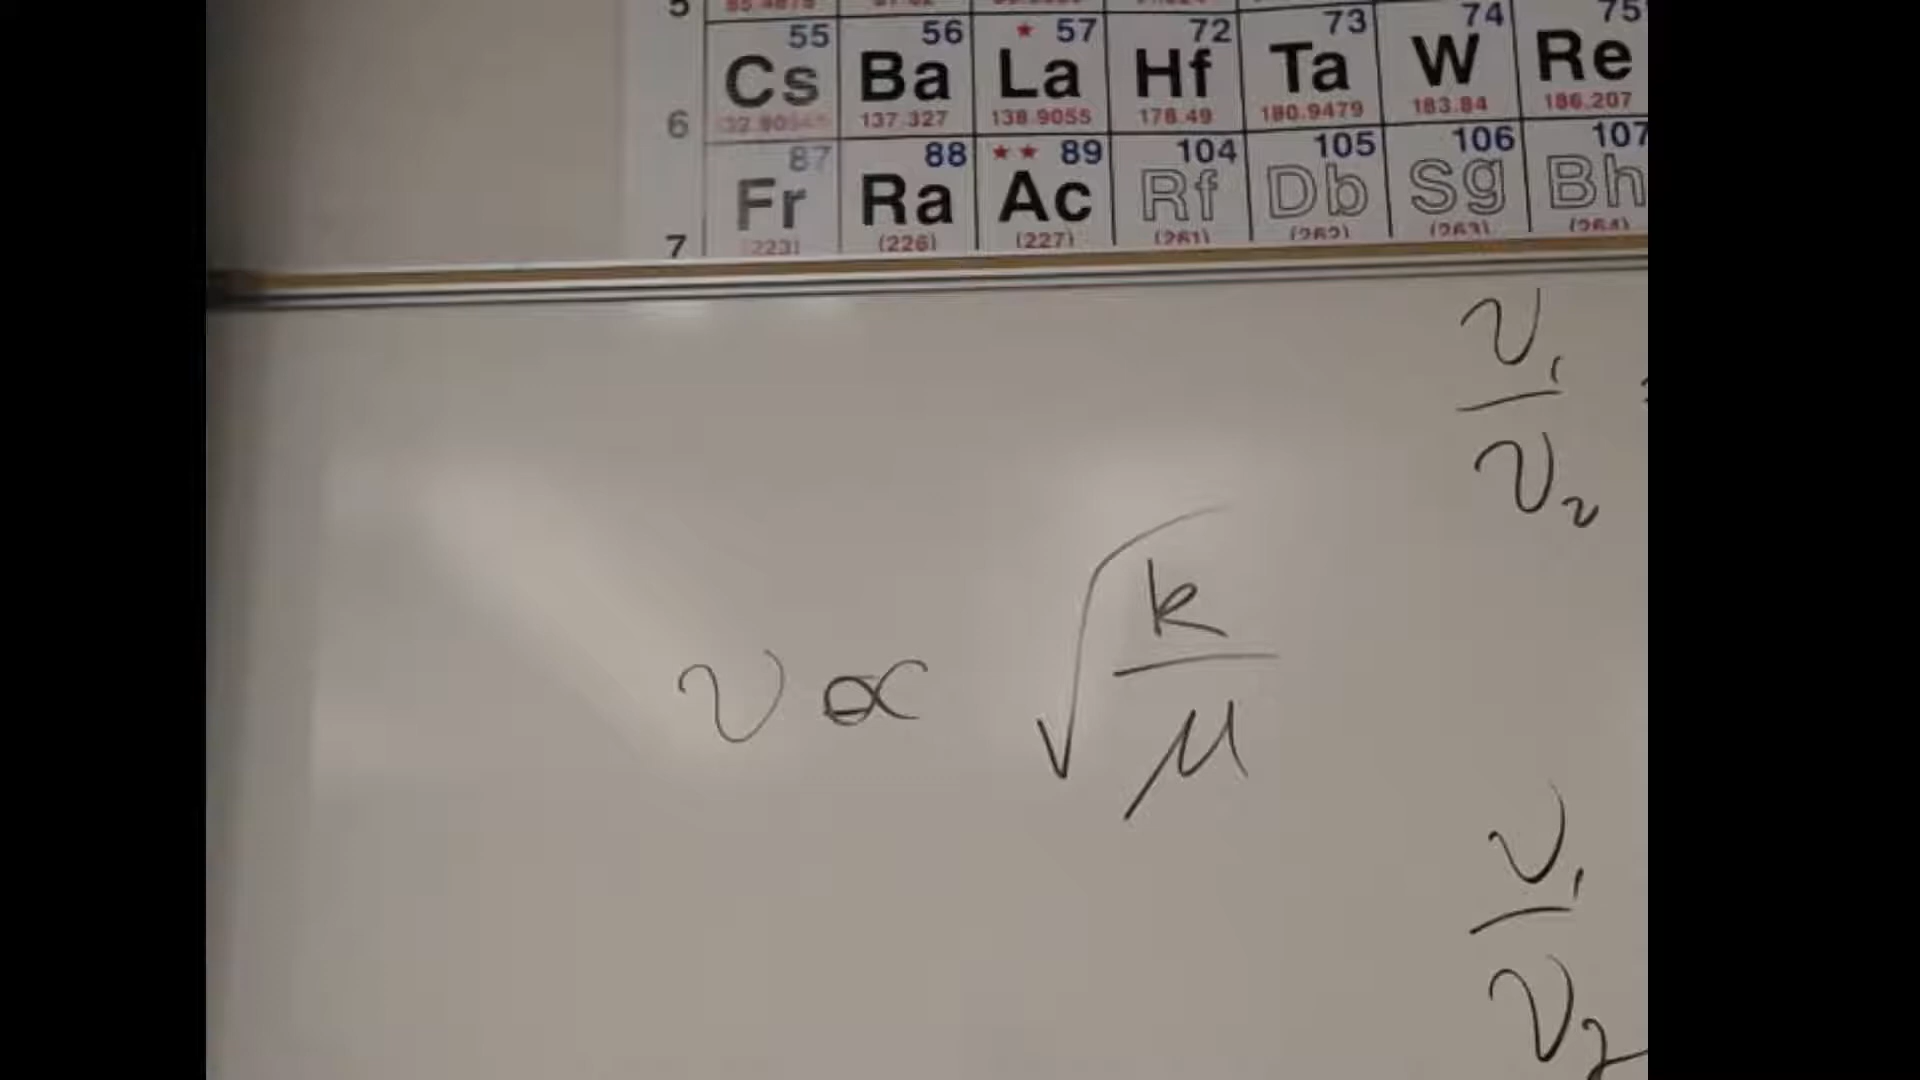 5
55 56 ★ 57 72 73 74 75
Cs Ba La Hf Ta W Re
6 137.327 138.9055 178.49 180.9479 183.84 186.207
87 88 ★★ 89 104 105 106 107
Fr Ra Ac Rf Db Sg Bh
7 (223) (226) (227) (261) (262) (263) (264)
ν₁/ν₂
ν ∝ √(k/μ)
ν₁/ν₂